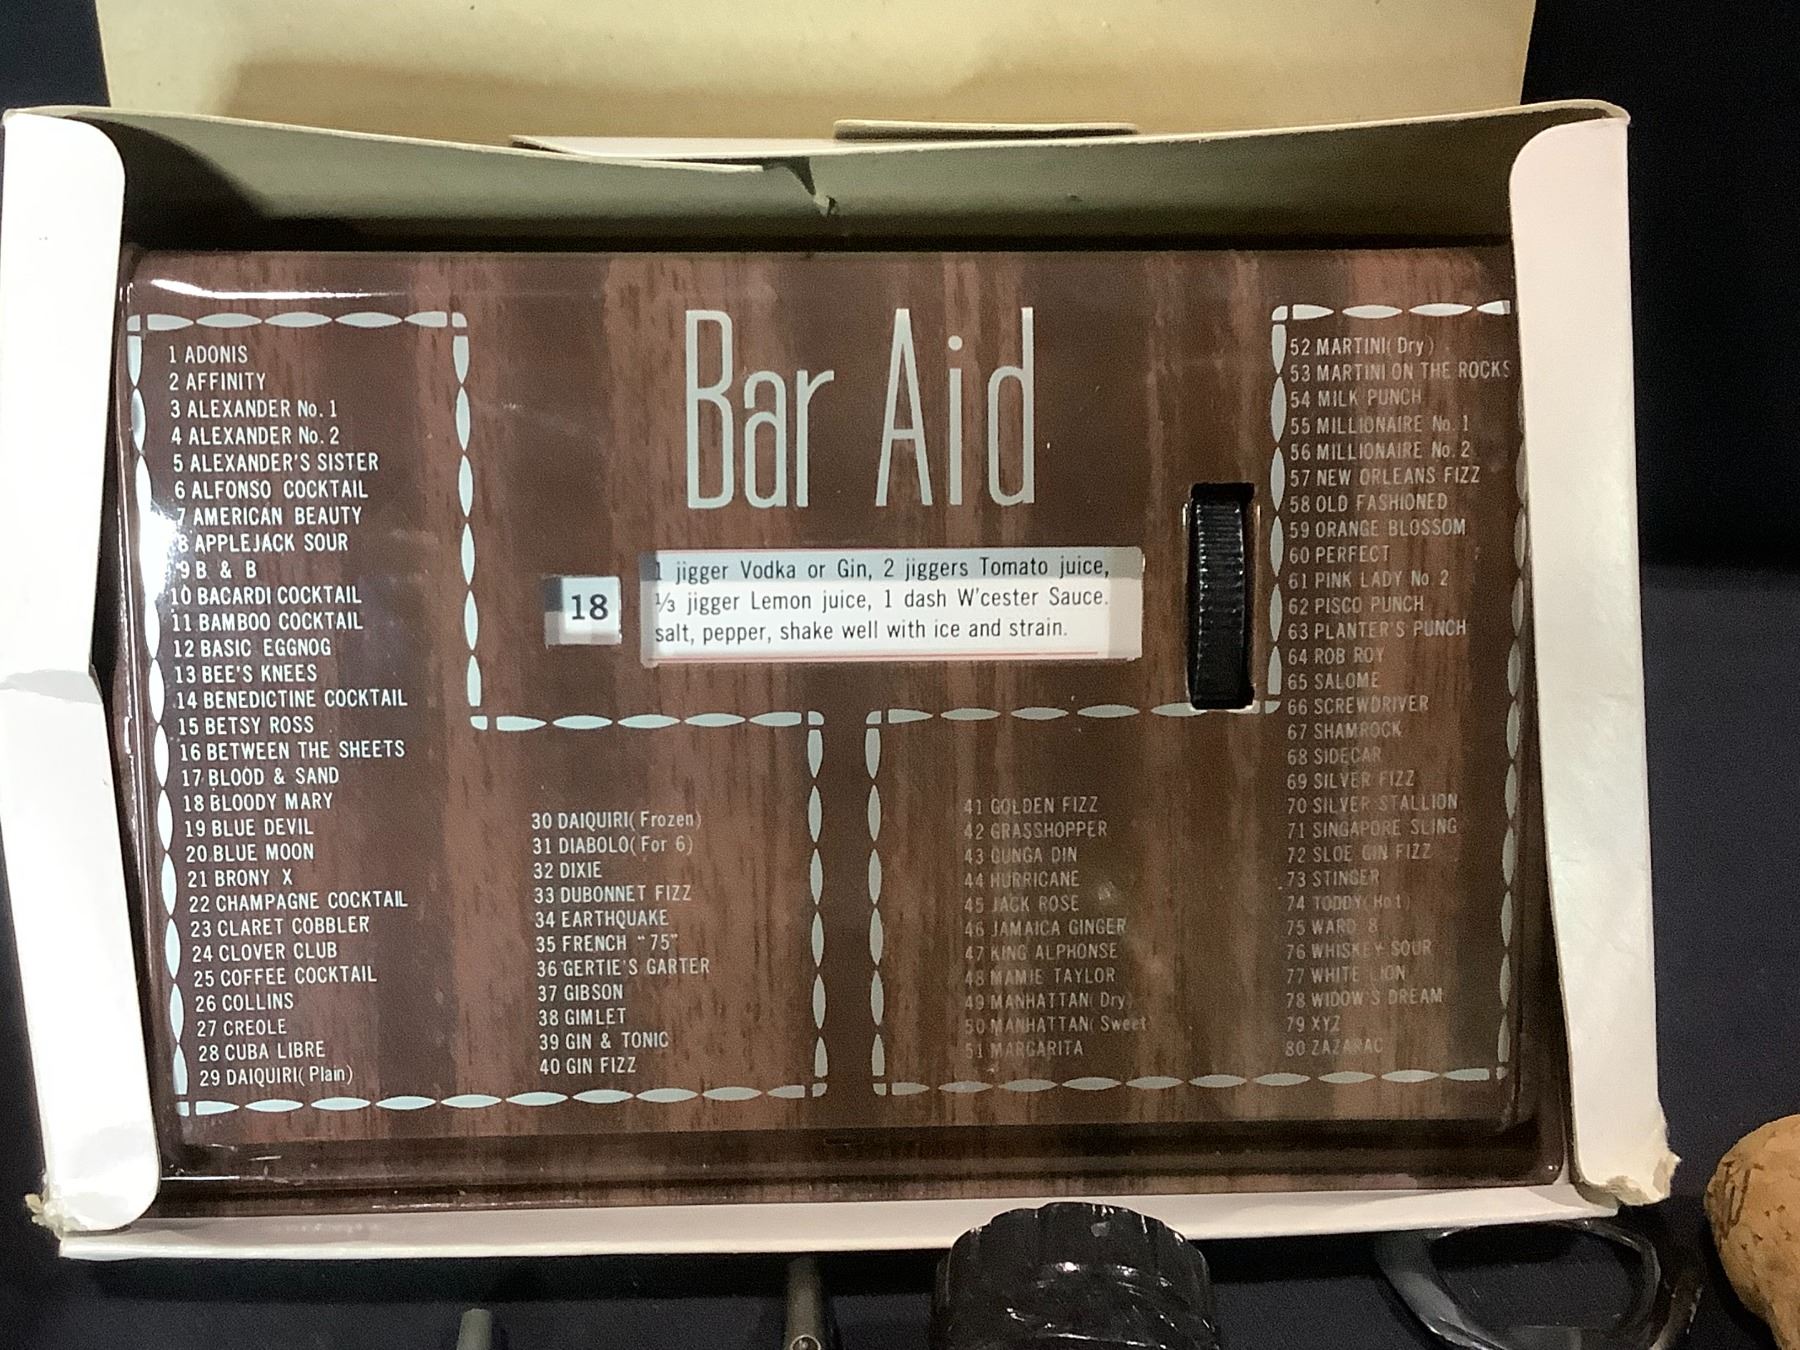 Bar Aid
18
1 jigger Vodka or Gin, 2 jiggers Tomato juice,
⅓ jigger Lemon juice, 1 dash W'cester Sauce.
salt, pepper, shake well with ice and strain.
1 ADONIS
2 AFFINITY
3 ALEXANDER No. 1
4 ALEXANDER No. 2
5 ALEXANDER'S SISTER
6 ALFONSO COCKTAIL
7 AMERICAN BEAUTY
8 APPLEJACK SOUR
9 B & B
10 BACARDI COCKTAIL
11 BAMBOO COCKTAIL
12 BASIC EGGNOG
13 BEE'S KNEES
14 BENEDICTINE COCKTAIL
15 BETSY ROSS
16 BETWEEN THE SHEETS
17 BLOOD & SAND
18 BLOODY MARY
19 BLUE DEVIL
20 BLUE MOON
21 BRONY X
22 CHAMPAGNE COCKTAIL
23 CLARET COBBLER
24 CLOVER CLUB
25 COFFEE COCKTAIL
26 COLLINS
27 CREOLE
28 CUBA LIBRE
29 DAIQUIRI (Plain)
30 DAIQUIRI (Frozen)
31 DIABOLO (For 6)
32 DIXIE
33 DUBONNET FIZZ
34 EARTHQUAKE
35 FRENCH "75"
36 GERTIE'S GARTER
37 GIBSON
38 GIMLET
39 GIN & TONIC
40 GIN FIZZ
41 GOLDEN FIZZ
42 GRASSHOPPER
43 GUNGA DIN
44 HURRICANE
45 JACK ROSE
46 JAMAICA GINGER
47 KING ALPHONSE
48 MAMIE TAYLOR
49 MANHATTAN (Dry)
50 MANHATTAN (Sweet)
51 MARGARITA
52 MARTINI (Dry)
53 MARTINI ON THE ROCKS
54 MILK PUNCH
55 MILLIONAIRE No. 1
56 MILLIONAIRE No. 2
57 NEW ORLEANS FIZZ
58 OLD FASHIONED
59 ORANGE BLOSSOM
60 PERFECT
61 PINK LADY No. 2
62 PISCO PUNCH
63 PLANTER'S PUNCH
64 ROB ROY
65 SALOME
66 SCREWDRIVER
67 SHAMROCK
68 SIDECAR
69 SILVER FIZZ
70 SILVER STALLION
71 SINGAPORE SLING
72 SLOE GIN FIZZ
73 STINGER
74 TODDY (Hot)
75 WARD 8
76 WHISKEY SOUR
77 WHITE LION
78 WIDOW'S DREAM
79 XYZ
80 ZAZARAC